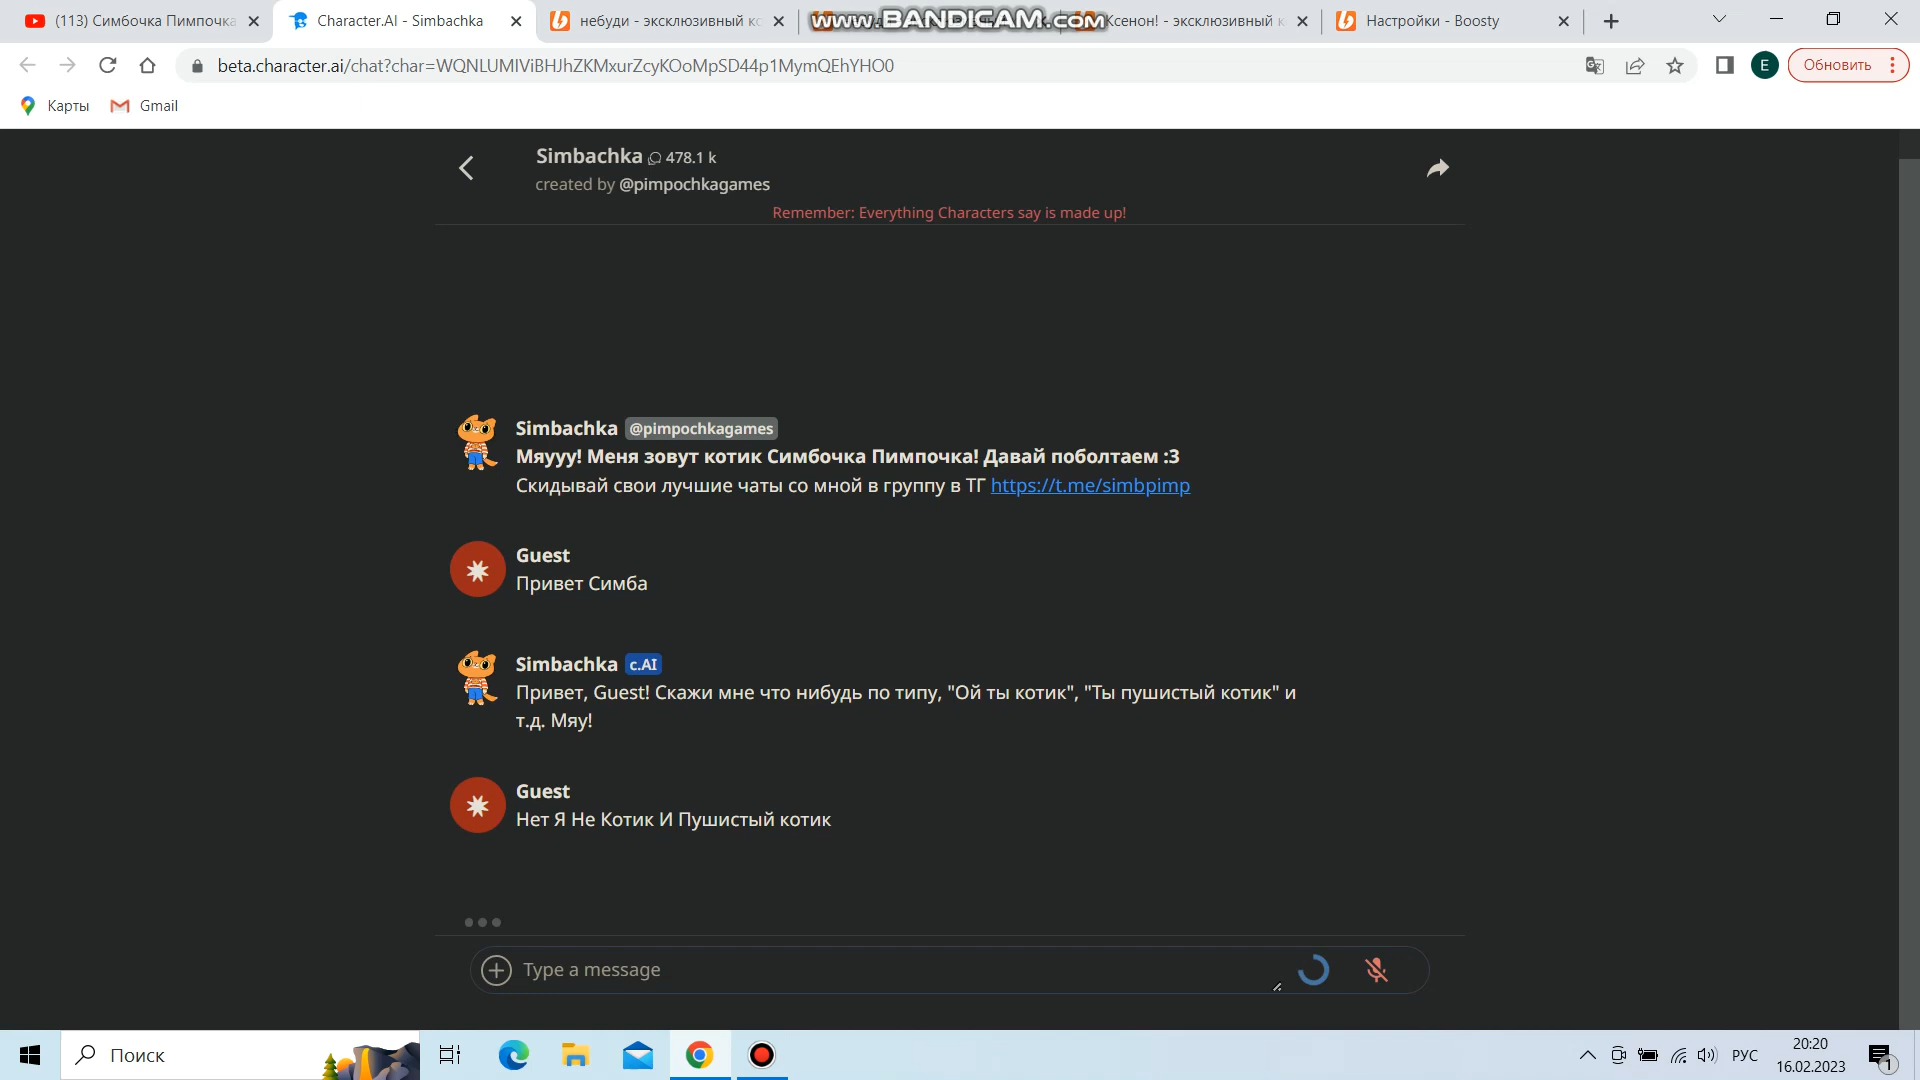 (113) Симбочка Пимпочка
Character.AI - Simbachka
небуди - эксклюзивный ко
www.BANDICAM.com
Ксенон! - эксклюзивный к
Настройки - Boosty
beta.character.ai/chat?char=WQNLUMIViBHJhZKMxurZcyKOoMpSD44p1MymQEhYHO0
E
Обновить
Карты
Gmail
Simbachka 478.1 k
created by @pimpochkagames
Remember: Everything Characters say is made up!
Simbachka @pimpochkagames
Мяууу! Меня зовут котик Симбочка Пимпочка! Давай поболтаем :3
Скидывай свои лучшие чаты со мной в группу в ТГ https://t.me/simbpimp
Guest
Привет Симба
Simbachka c.AI
Привет, Guest! Скажи мне что нибудь по типу, "Ой ты котик", "Ты пушистый котик" и
т.д. Мяу!
Guest
Нет Я Не Котик И Пушистый котик
Type a message
Поиск
РУС
20:20
16.02.2023
1